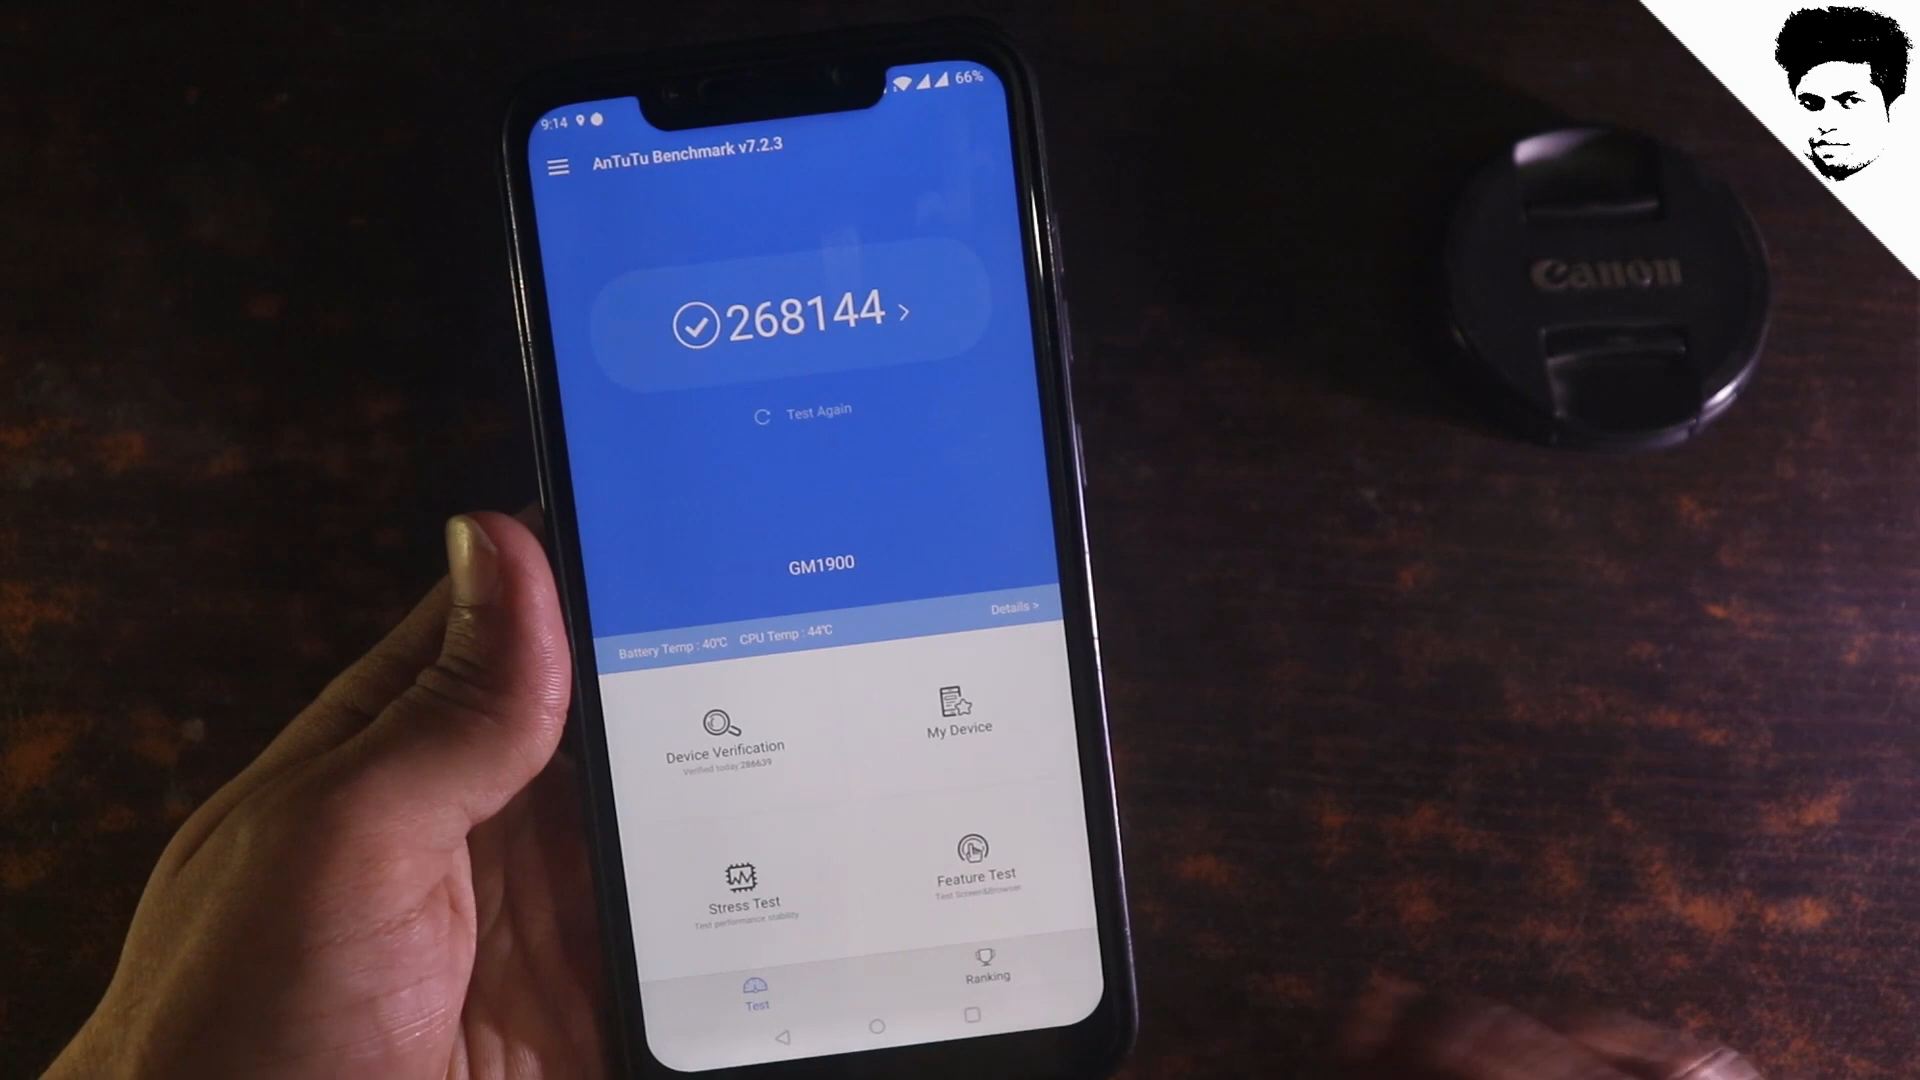 9:14
66%
AnTuTu Benchmark v7.2.3
268144 >
Test Again
GM1900
Battery Temp : 40℃ CPU Temp : 44℃
Details >
Device Verification
Verified today 286639
My Device
Stress Test
Test performance stability
Feature Test
Test Screen&Browser
Test
Ranking
Canon